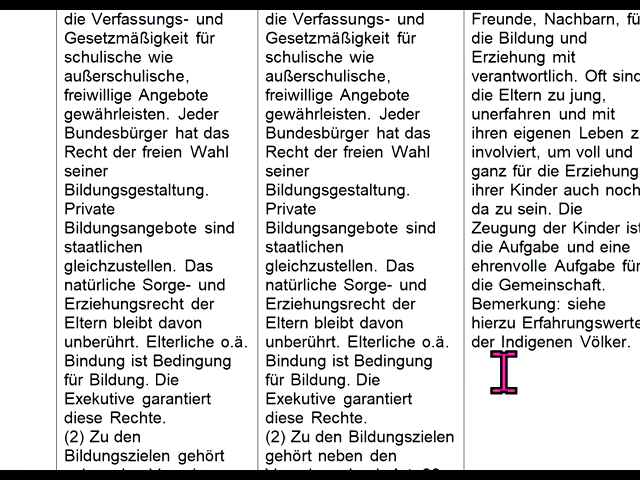 die Verfassungs- und
Gesetzmäßigkeit für
schulische wie
außerschulische,
freiwillige Angebote
gewährleisten. Jeder
Bundesbürger hat das
Recht der freien Wahl
seiner
Bildungsgestaltung.
Private
Bildungsangebote sind
staatlichen
gleichzustellen. Das
natürliche Sorge- und
Erziehungsrecht der
Eltern bleibt davon
unberührt. Elterliche o.ä.
Bindung ist Bedingung
für Bildung. Die
Exekutive garantiert
diese Rechte.
(2) Zu den
Bildungszielen gehört
die Verfassungs- und
Gesetzmäßigkeit für
schulische wie
außerschulische,
freiwillige Angebote
gewährleisten. Jeder
Bundesbürger hat das
Recht der freien Wahl
seiner
Bildungsgestaltung.
Private
Bildungsangebote sind
staatlichen
gleichzustellen. Das
natürliche Sorge- und
Erziehungsrecht der
Eltern bleibt davon
unberührt. Elterliche o.ä.
Bindung ist Bedingung
für Bildung. Die
Exekutive garantiert
diese Rechte.
(2) Zu den Bildungszielen
gehört neben den
Freunde, Nachbarn,
die Bildung und
Erziehung mit
verantwortlich. Oft sind
die Eltern zu jung,
unerfahren und mit
ihren eigenen Leben
involviert, um voll und
ganz für die Erziehung
ihrer Kinder auch noch
da zu sein. Die
Zeugung der Kinder ist
die Aufgabe und eine
ehrenvolle Aufgabe für
die Gemeinschaft.
Bemerkung: siehe
hierzu Erfahrungswerte
der Indigenen Völker.